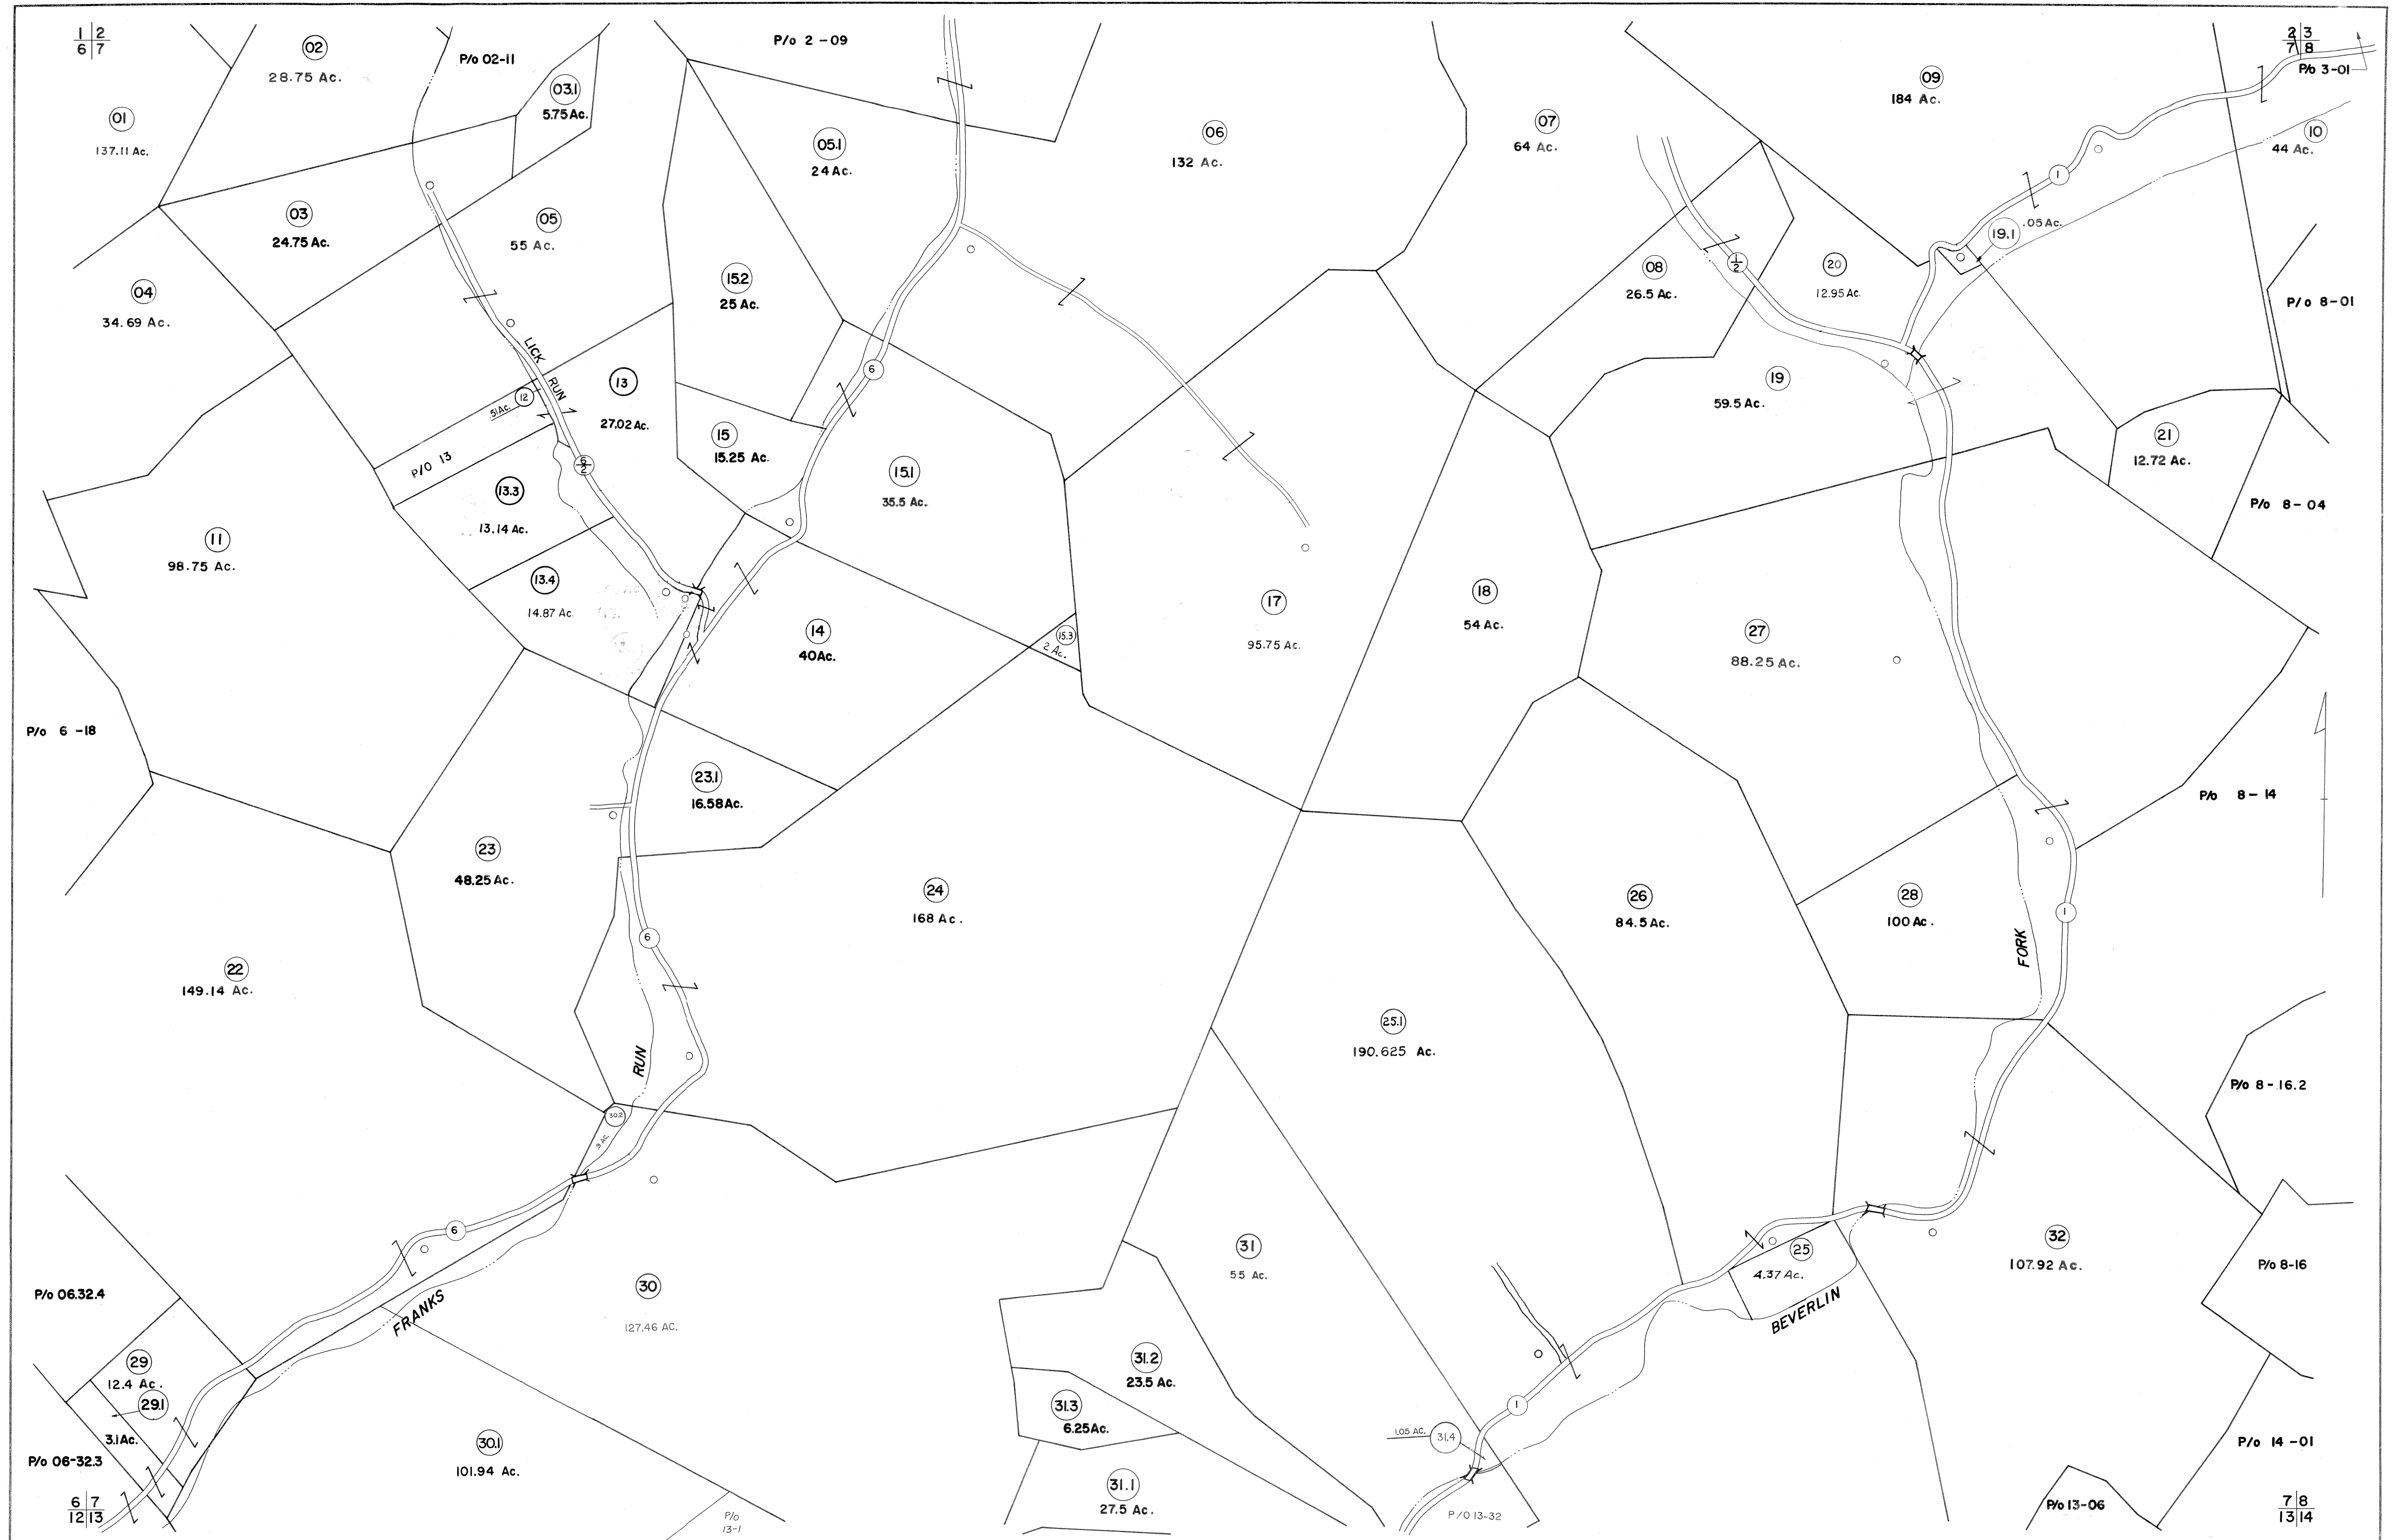 1 2
6 7
02
28.75 Ac.
P/o 02-11
03.1
5.75 Ac.
P/o 2-09
01
137.11 Ac.
05.1
24 Ac.
06
132 Ac.
07
64 Ac.
09
184 Ac.
2 3
7 8
P/o 3-01
10
44 Ac.
1
19.1
.05 Ac.
03
24.75 Ac.
05
55 Ac.
04
34.69 Ac.
15.2
25 Ac.
08
26.5 Ac.
1
2
20
12.95 Ac.
P/o 8-01
LICK
RUN
6
13
27.02 Ac.
12
.51 Ac.
19
59.5 Ac.
21
12.72 Ac.
15
15.25 Ac.
P/O 13
6
2
15.1
35.5 Ac.
13.3
13.14 Ac.
P/o 8-04
11
98.75 Ac.
13.4
14.87 Ac.
14
40 Ac.
15.3
2 Ac.
17
95.75 Ac.
18
54 Ac.
27
88.25 Ac.
P/o 6-18
23.1
16.58 Ac.
P/o 8-14
23
48.25 Ac.
24
168 Ac.
26
84.5 Ac.
28
100 Ac.
1
6
FORK
22
149.14 Ac.
25.1
190.625 Ac.
RUN
P/o 8-16.2
30.2
.9 AC.
6
31
55 Ac.
25
4.37 Ac.
32
107.92 Ac.
P/o 8-16
P/o 06.32.4
30
127.46 AC.
FRANKS
BEVERLIN
29
12.4 Ac.
29.1
3.1 Ac.
31.2
23.5 Ac.
31.3
6.25 Ac.
1
1.05 AC.
31.4
P/o 14-01
P/o 06-32.3
30.1
101.94 Ac.
31.1
27.5 Ac.
P/O 13-32
P/o 13-06
P/o
13-1
6 7
12 13
7 8
13 14